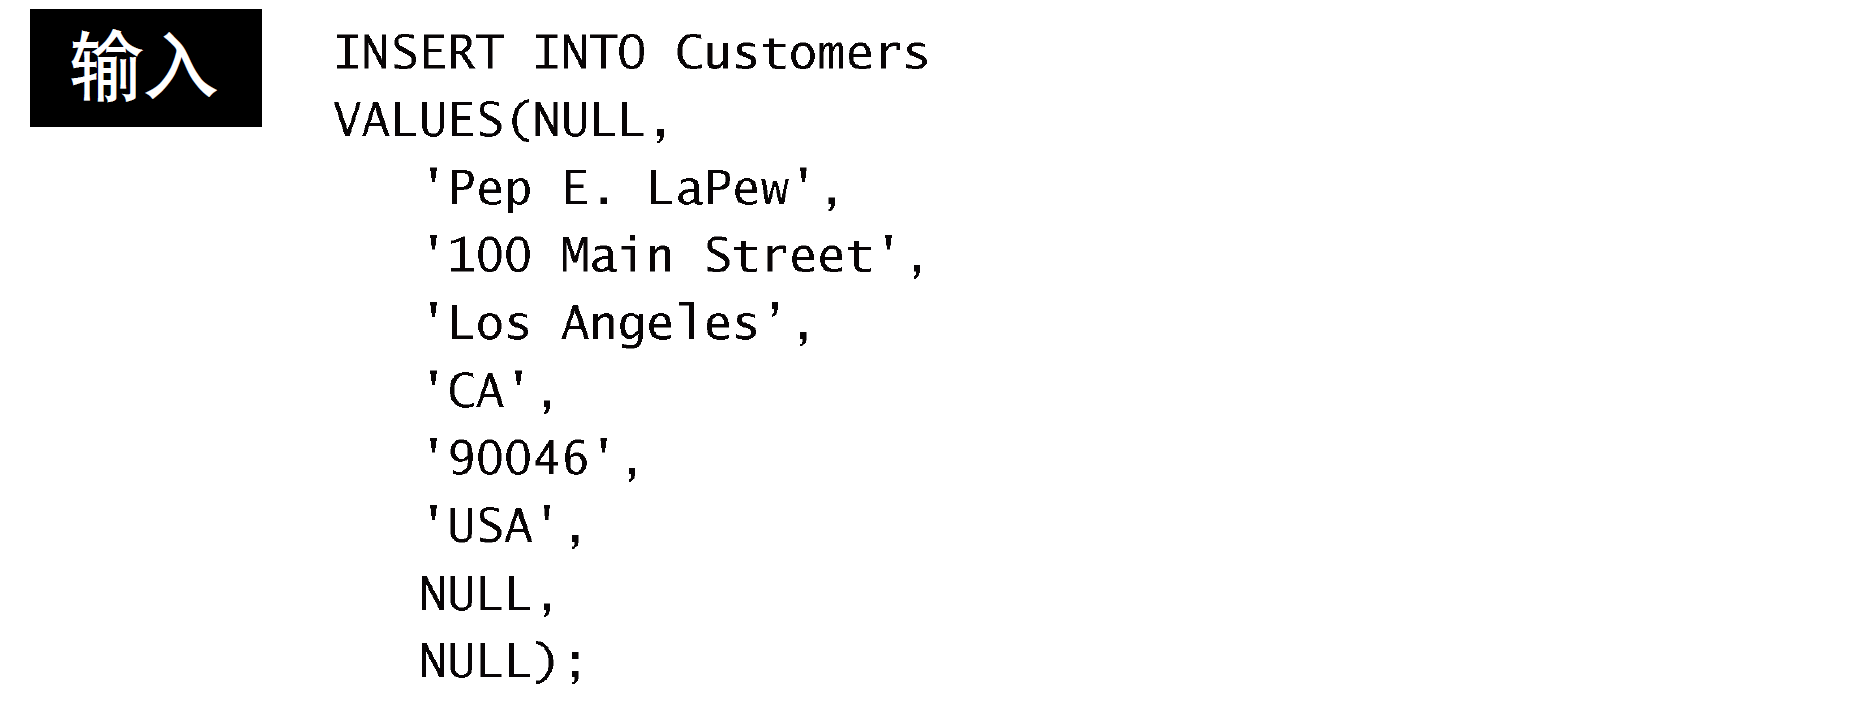 输入
INSERT INTO Customers
VALUES(NULL,
'Pep E. LaPew',
'100 Main Street',
'Los Angeles’,
'CA',
'90046',
'USA',
NULL,
NULL);